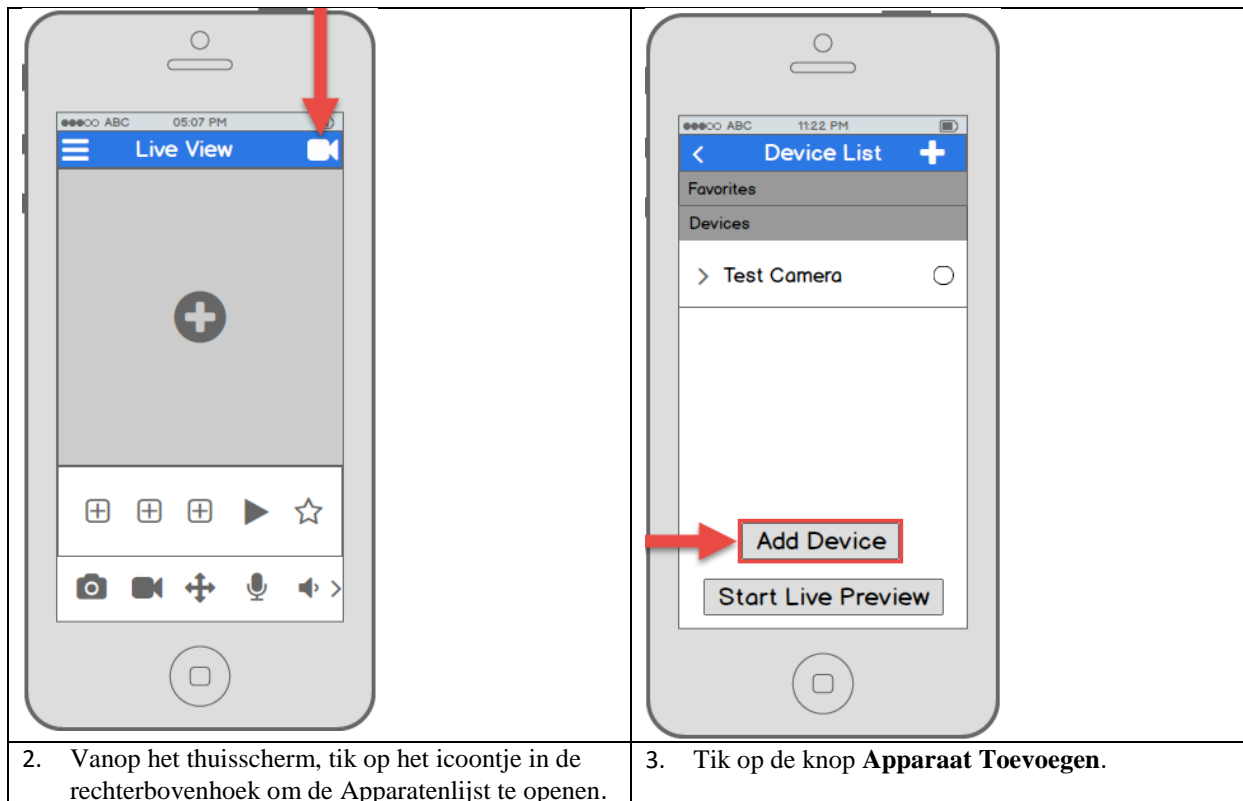 ●●●○○ ABC 05:07 PM
Live View
●●●○○ ABC 11:22 PM
Device List
Favorites
Devices
Test Camera
Add Device
Start Live Preview
2. Vanop het thuisscherm, tik op het icoontje in de
rechterbovenhoek om de Apparatenlijst te openen.
3. Tik op de knop Apparaat Toevoegen.